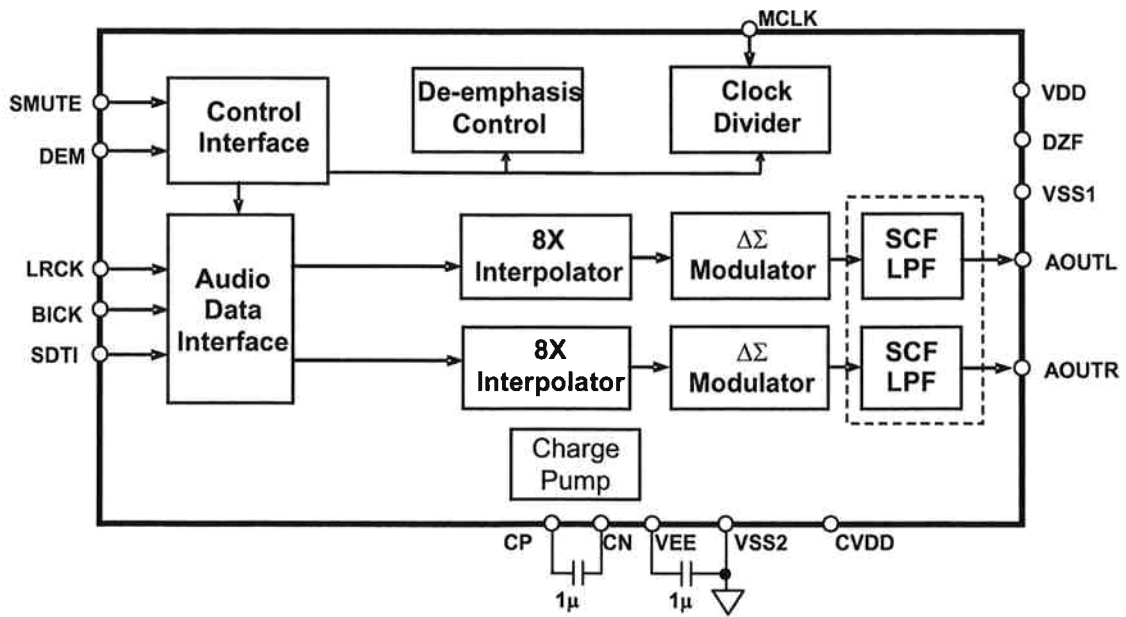 MCLK
SMUTE
DEM
Control
Interface
De-emphasis
Control
Clock
Divider
VDD
DZF
VSS1
LRCK
BICK
SDTI
Audio
Data
Interface
8X
Interpolator
ΔΣ
Modulator
SCF
LPF
AOUTL
8X
Interpolator
ΔΣ
Modulator
SCF
LPF
AOUTR
Charge
Pump
CP
CN
VEE
VSS2
CVDD
1μ
1μ